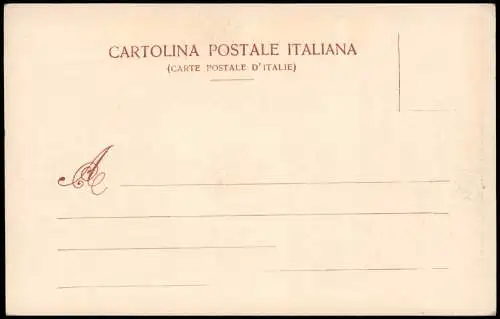 CARTOLINA POSTALE ITALIANA
(CARTE POSTALE D'ITALIE)
A